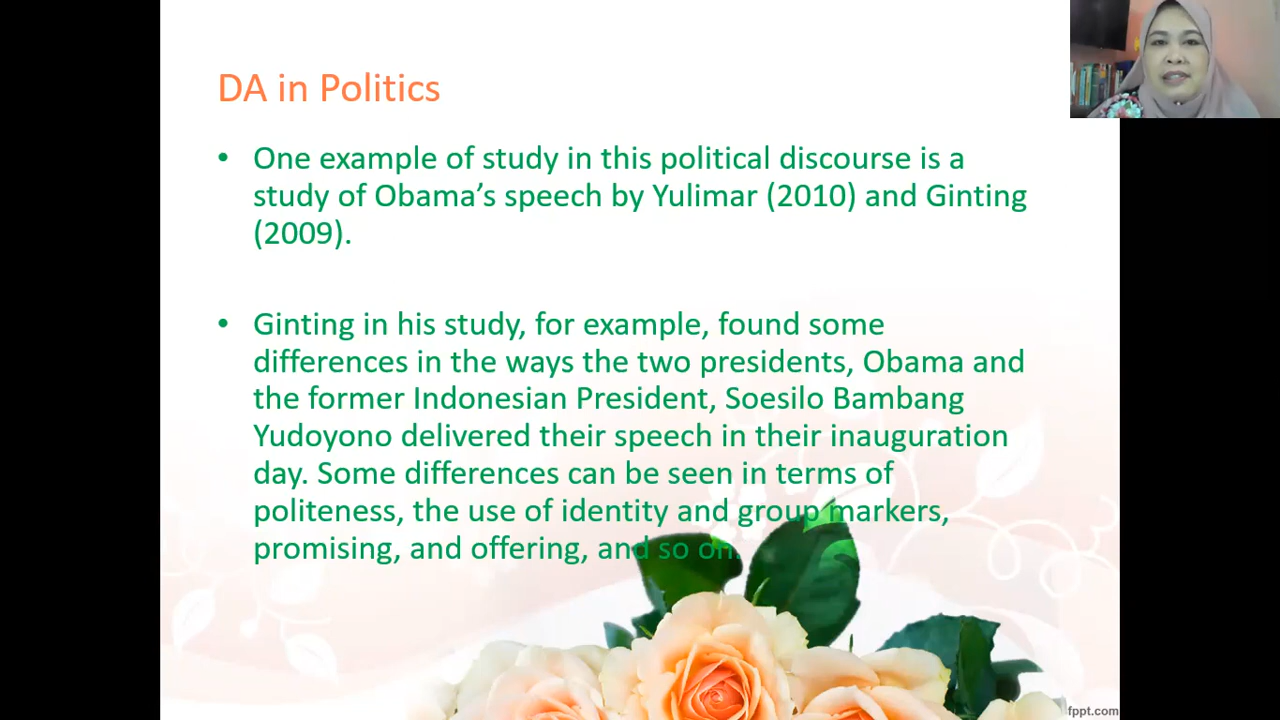 DA in Politics
• One example of study in this political discourse is a
study of Obama’s speech by Yulimar (2010) and Ginting
(2009).
• Ginting in his study, for example, found some
differences in the ways the two presidents, Obama and
the former Indonesian President, Soesilo Bambang
Yudoyono delivered their speech in their inauguration
day. Some differences can be seen in terms of
politeness, the use of identity and group markers,
promising, and offering, and so on.
fppt.com